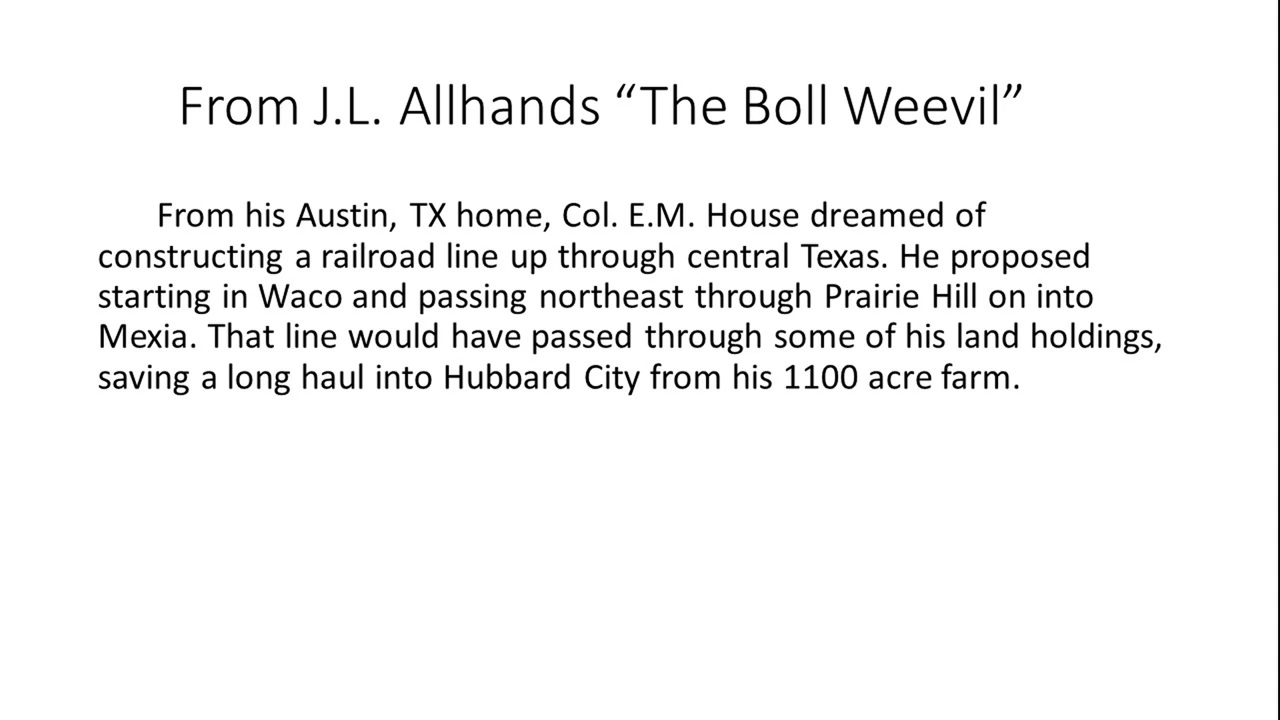 From J.L. Allhands “The Boll Weevil”
From his Austin, TX home, Col. E.M. House dreamed of
constructing a railroad line up through central Texas. He proposed
starting in Waco and passing northeast through Prairie Hill on into
Mexia. That line would have passed through some of his land holdings,
saving a long haul into Hubbard City from his 1100 acre farm.